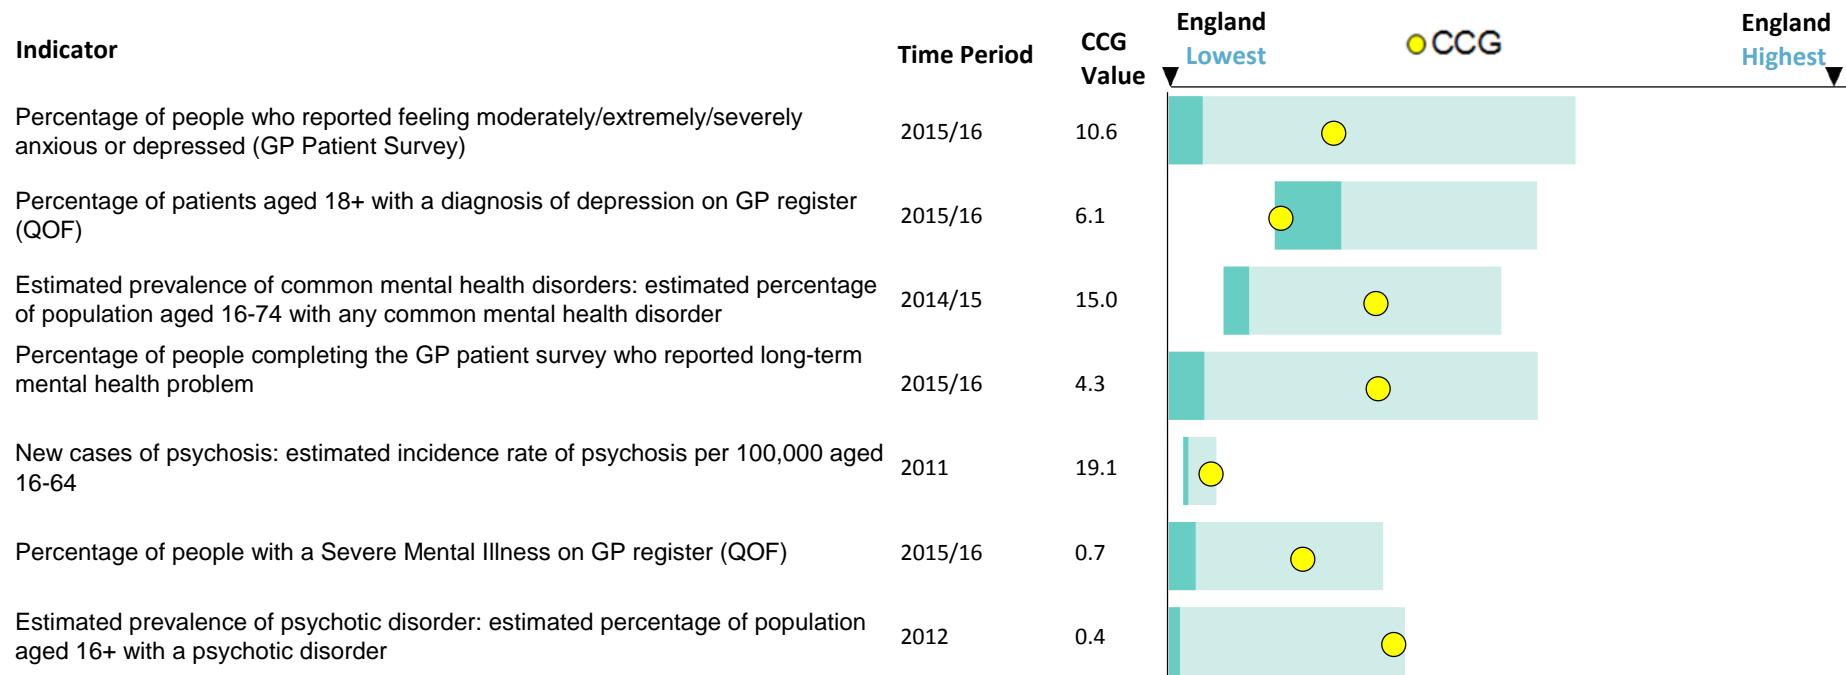 Indicator
Time Period
CCG
Value
England
Lowest
CCG
England
Highest
Percentage of people who reported feeling moderately/extremely/severely
anxious or depressed (GP Patient Survey)
2015/16
10.6
Percentage of patients aged 18+ with a diagnosis of depression on GP register
(QOF)
2015/16
6.1
Estimated prevalence of common mental health disorders: estimated percentage
of population aged 16-74 with any common mental health disorder
2014/15
15.0
Percentage of people completing the GP patient survey who reported long-term
mental health problem
2015/16
4.3
New cases of psychosis: estimated incidence rate of psychosis per 100,000 aged
16-64
2011
19.1
Percentage of people with a Severe Mental Illness on GP register (QOF)
2015/16
0.7
Estimated prevalence of psychotic disorder: estimated percentage of population
aged 16+ with a psychotic disorder
2012
0.4